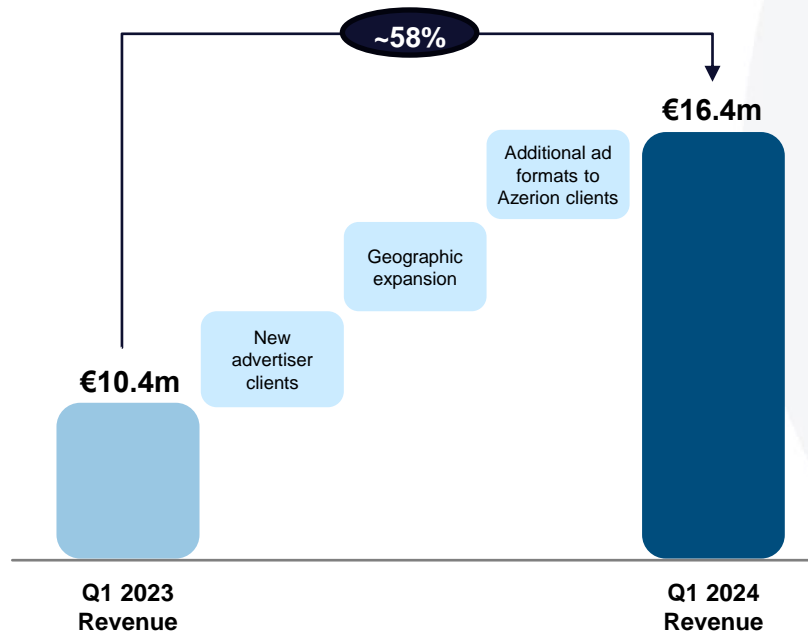 ~58%
€16.4m
Additional ad
formats to
Azerion clients
Geographic
expansion
New
advertiser
clients
€10.4m
Q1 2023
Revenue
Q1 2024
Revenue